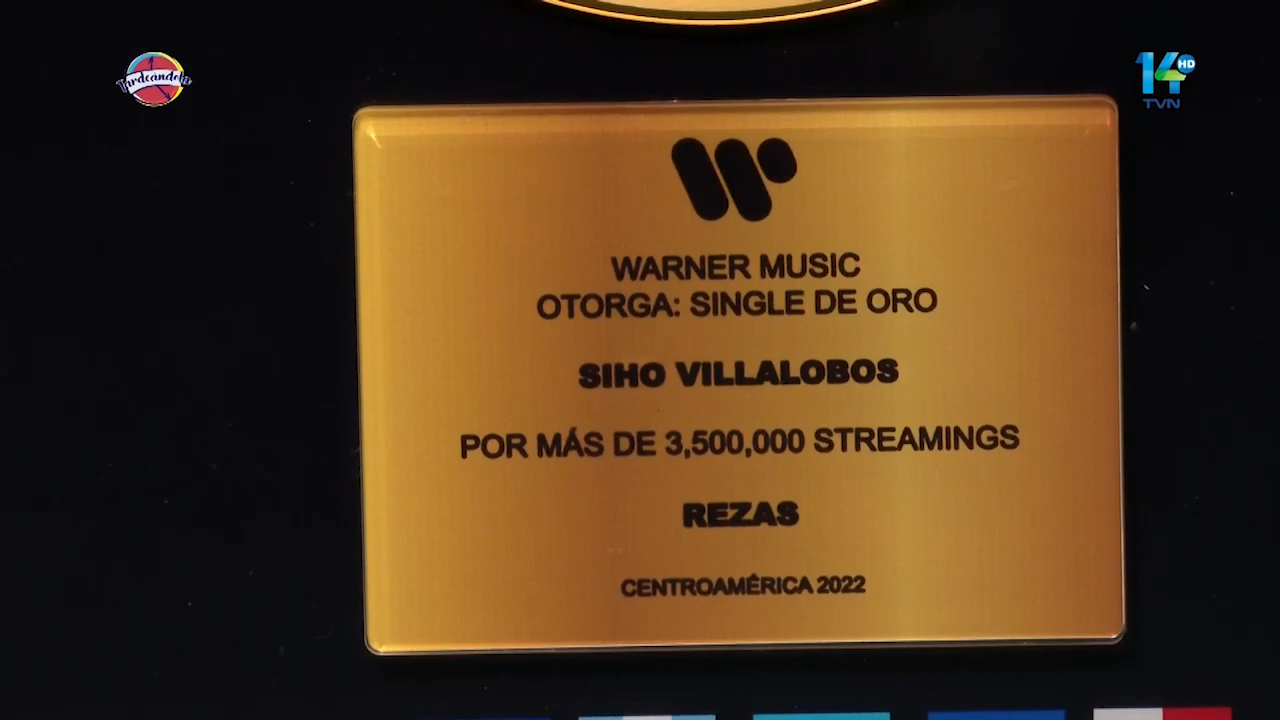 Tardeándola
14 HD
TVN
WARNER MUSIC
OTORGA: SINGLE DE ORO
SIHO VILLALOBOS
POR MÁS DE 3,500,000 STREAMINGS
REZAS
CENTROAMÉRICA 2022